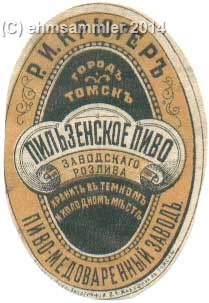 (C) ehmsammler 2014
Р.И.КРЮГЕРЪ
ГОРОДЪ
ТОМСКЪ
ПИЛЬЗЕНСКОЕ ПИВО
ЗАВОДСКАГО
РОЗЛИВА
ХРАНИТЬ ВЪ ТЕМНОМЪ
И ХОЛОДНОМЪ МѢСТѢ
ПИВО-МЕДОВАРЕННЫЙ ЗАВОДЪ